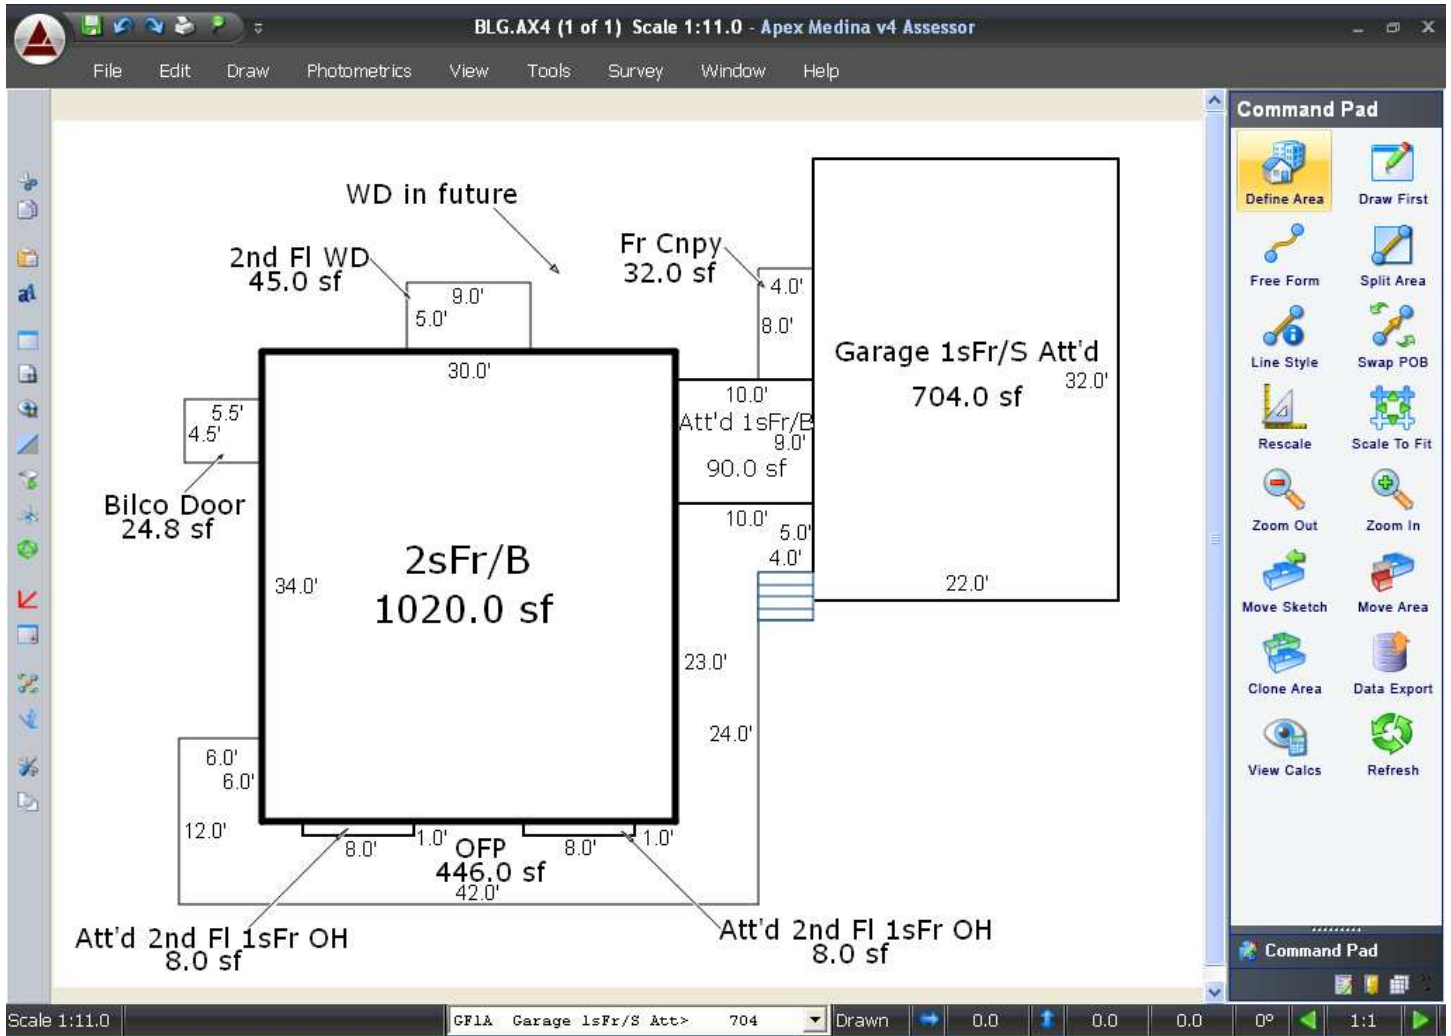 BLG.AX4 (1 of 1) Scale 1:11.0 - Apex Medina v4 Assessor
File Edit Draw Photometrics View Tools Survey Window Help
WD in future
2nd Fl WD
45.0 sf
9.0'
5.0'
Fr Cnpy
32.0 sf
4.0'
8.0'
Garage 1sFr/S Att'd
704.0 sf
32.0'
22.0'
30.0'
10.0'
Att'd 1sFr/B
9.0'
90.0 sf
5.5'
4.5'
Bilco Door
24.8 sf
10.0'
5.0'
4.0'
2sFr/B
1020.0 sf
34.0'
23.0'
24.0'
6.0'
6.0'
12.0'
8.0'
1.0'
OFP
446.0 sf
42.0'
8.0'
1.0'
Att'd 2nd Fl 1sFr OH
8.0 sf
Att'd 2nd Fl 1sFr OH
8.0 sf
Command Pad
Define Area Draw First
Free Form Split Area
Line Style Swap POB
Rescale Scale To Fit
Zoom Out Zoom In
Move Sketch Move Area
Clone Area Data Export
View Calcs Refresh
Command Pad
Scale 1:11.0 GF1A Garage 1sFr/S Att> 704 Drawn 0.0 0.0 0.0 0° 1:1